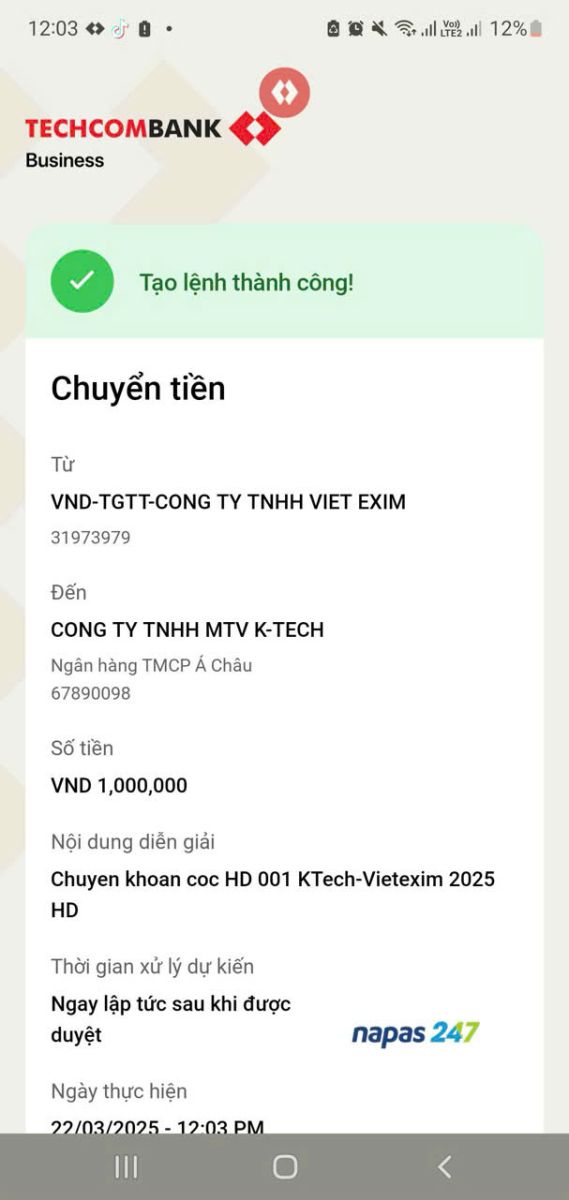 12:03
Vo)) LTE2 12%
TECHCOMBANK
Business
Tạo lệnh thành công!
Chuyển tiền
Từ
VND-TGTT-CONG TY TNHH VIET EXIM
31973979
Đến
CONG TY TNHH MTV K-TECH
Ngân hàng TMCP Á Châu
67890098
Số tiền
VND 1,000,000
Nội dung diễn giải
Chuyen khoan coc HD 001 KTech-Vietexim 2025
HD
Thời gian xử lý dự kiến
Ngay lập tức sau khi được
duyệt
napas 247
Ngày thực hiện
22/03/2025 - 12:03 PM